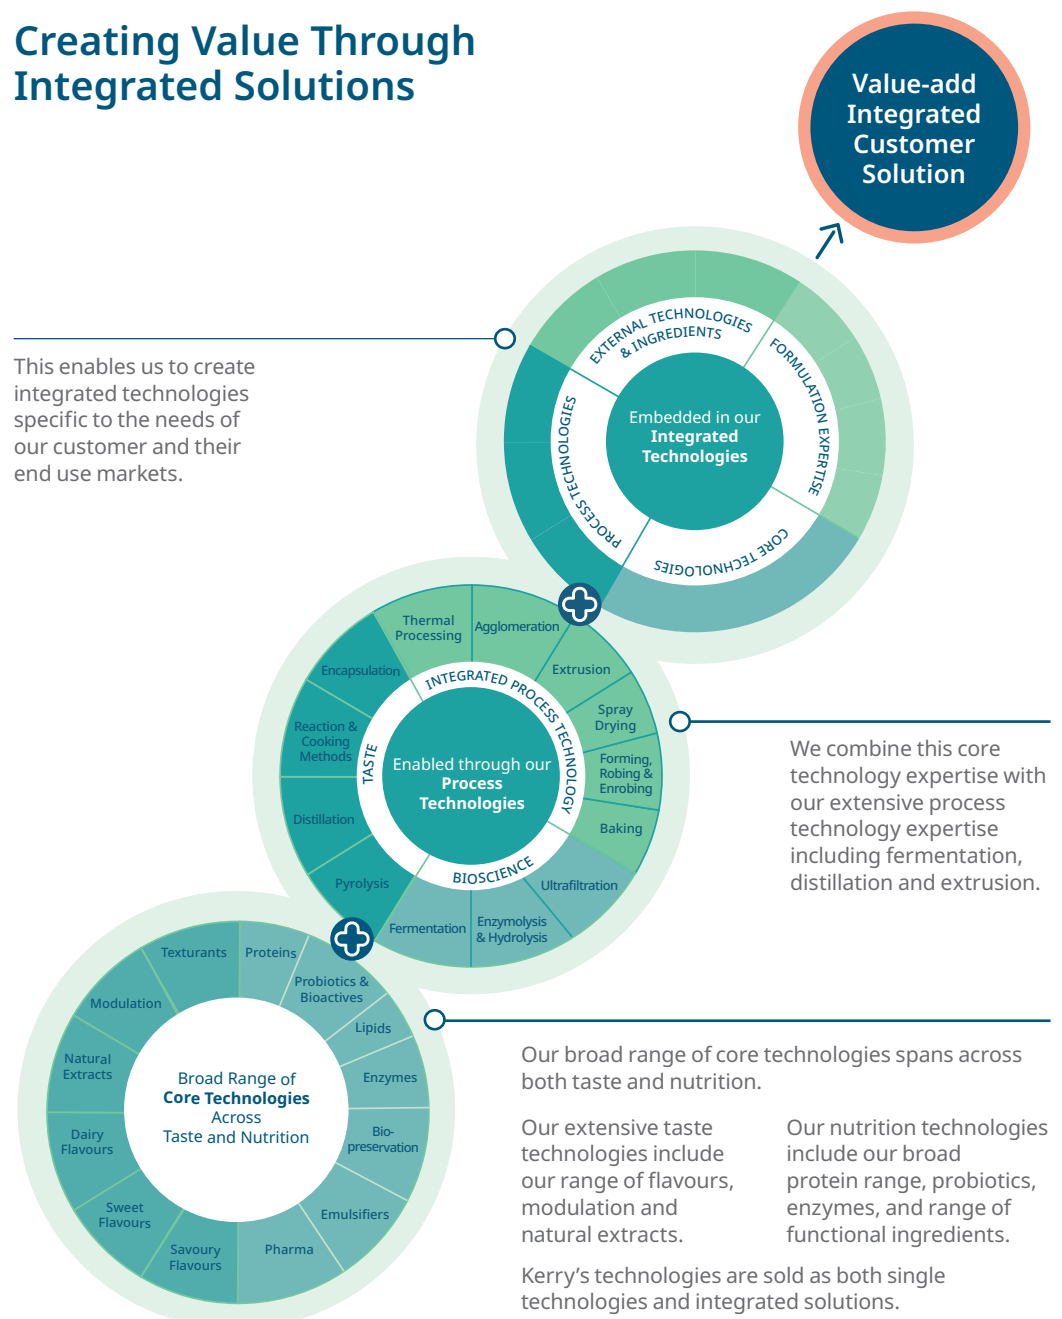 Creating Value Through
Integrated Solutions
Value-add
Integrated
Customer
Solution
This enables us to create
integrated technologies
specific to the needs of
our customer and their
end use markets.
EXTERNAL TECHNOLOGIES
& INGREDIENTS
FORMULATION EXPERTISE
CORE TECHNOLOGIES
PROCESS TECHNOLOGIES
Embedded in our
Integrated
Technologies
Thermal
Processing
Agglomeration
Extrusion
Spray
Drying
Forming,
Robing &
Enrobing
Baking
Ultrafiltration
Enzymolysis
& Hydrolysis
Fermentation
Pyrolysis
Distillation
Reaction &
Cooking
Methods
Encapsulation
INTEGRATED PROCESS TECHNOLOGY
BIOSCIENCE
TASTE
Enabled through our
Process
Technologies
We combine this core
technology expertise with
our extensive process
technology expertise
including fermentation,
distillation and extrusion.
Texturants
Proteins
Probiotics &
Bioactives
Lipids
Enzymes
Bio-
preservation
Emulsifiers
Pharma
Savoury
Flavours
Sweet
Flavours
Dairy
Flavours
Natural
Extracts
Modulation
Broad Range of
Core Technologies
Across
Taste and Nutrition
Our broad range of core technologies spans across
both taste and nutrition.
Our extensive taste
technologies include
our range of flavours,
modulation and
natural extracts.
Our nutrition technologies
include our broad
protein range, probiotics,
enzymes, and range of
functional ingredients.
Kerry’s technologies are sold as both single
technologies and integrated solutions.